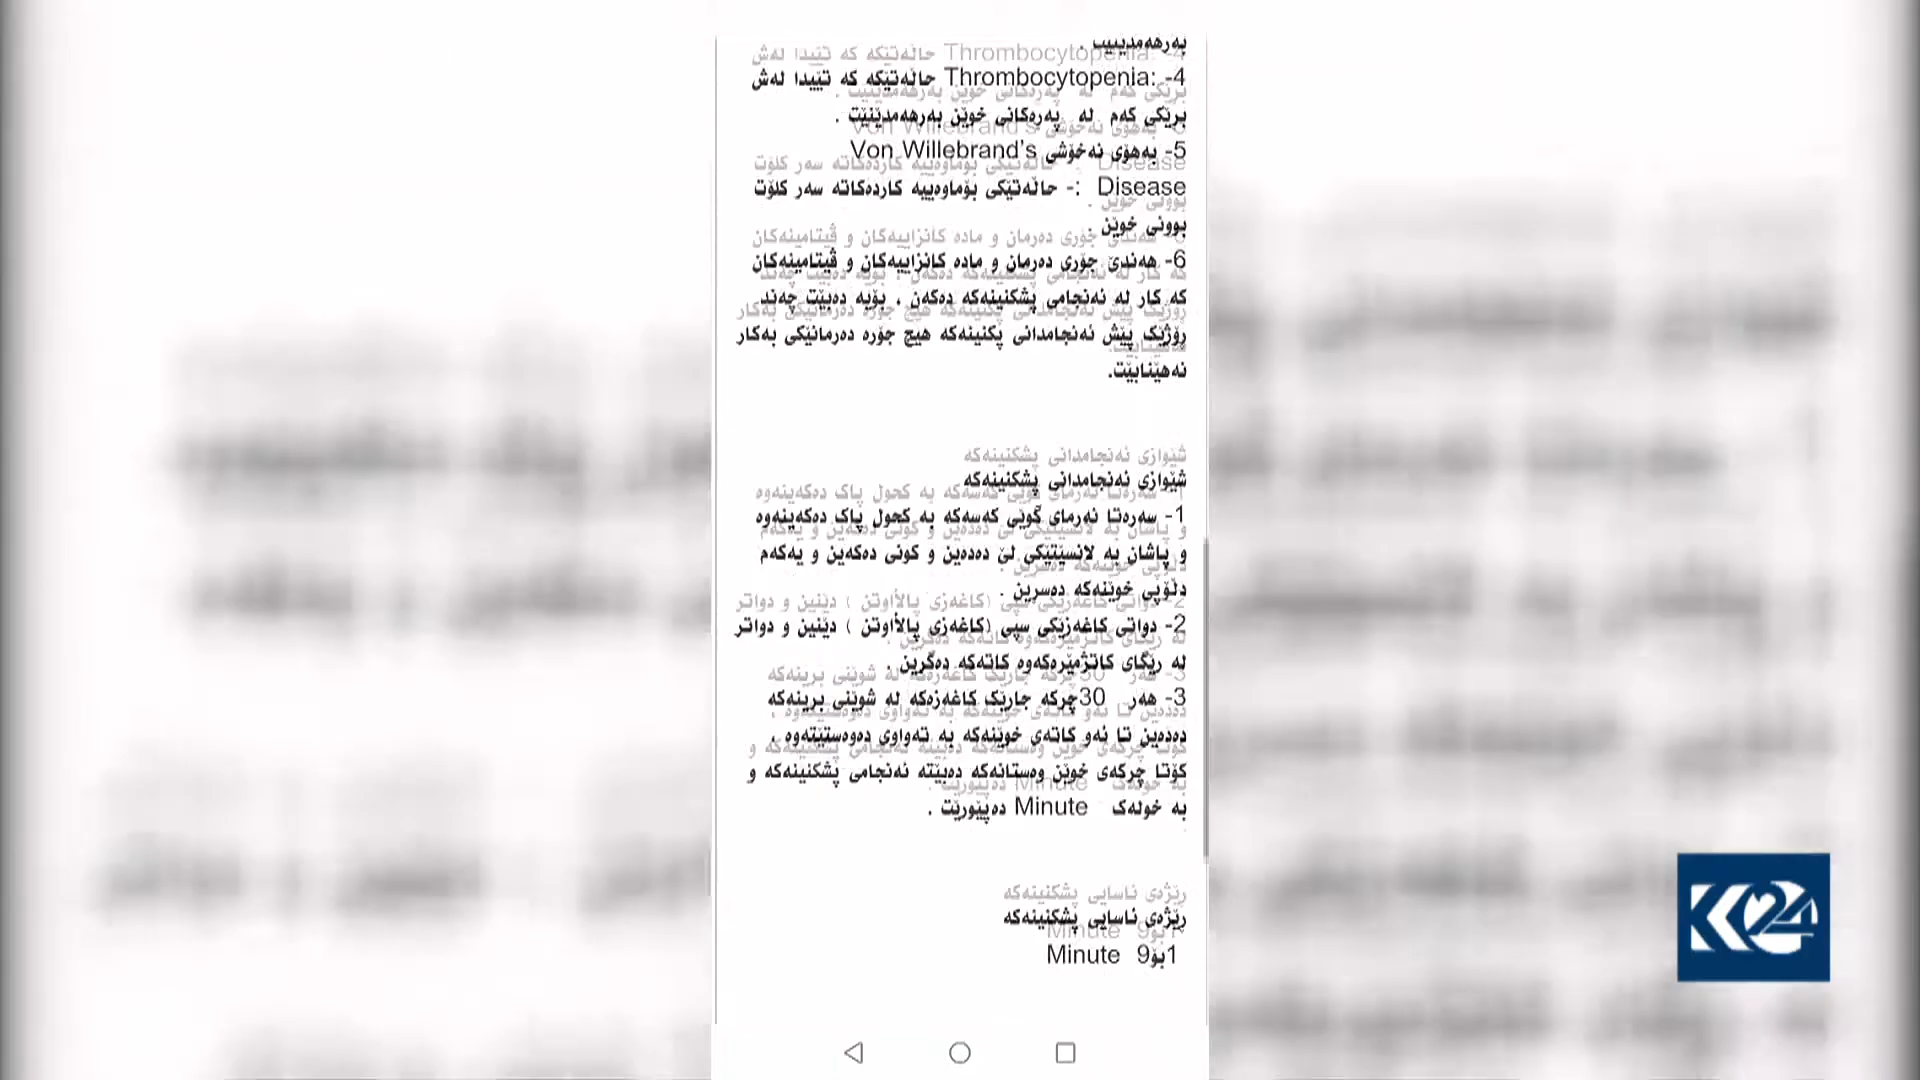 بەرهەمدێنێت .
4- Thrombocytopenia: حاڵەتێکە کە تێیدا لەش
بڕێکی کەم لە پەڕەکانی خوێن بەرهەمدێنێت .
5- بەهۆی نەخۆشی Von Willebrand's
Disease :- حاڵەتێکی بۆماوەییە کاردەکاتە سەر کلۆت
بوونی خوێن .
6- هەندێ جۆری دەرمان و مادە کانزاییەکان و ڤیتامینەکان
کە کار لە ئەنجامی پشکنینەکە دەکەن ، بۆیە دەبێت چەند
رۆژێک پێش ئەنجامدانی پکنینەکە هیچ جۆرە دەرمانێکی بەکار
نەهێنابێت.
شێوازی ئەنجامدانی پشکنینەکە
1- سەرەتا نەرمای گوێی کەسەکە بە کحول پاک دەکەینەوە
و پاشان بە لانسێتێکی لێ دەدەین و کونی دەکەین و یەکەم
دڵۆپی خوێنەکە دەسڕین .
2- دواتی کاغەزێکی سپی (کاغەزی پاڵاوتن ) دێنین و دواتر
لە رێگای کاتژمێرەکەوە کاتەکە دەگرین .
3- هەر 30چرکە جارێک کاغەزەکە لە شوێنی برینەکە
دەدەین تا ئەو کاتەی خوێنەکە بە تەواوی دەوەستێتەوە ،
کۆتا چرکەی خوێن وەستانەکە دەبێتە ئەنجامی پشکنینەکە و
بە خولەک Minute دەپێورێت .
رێژەی ئاسایی پشکنینەکە
1بۆ9 Minute
K24